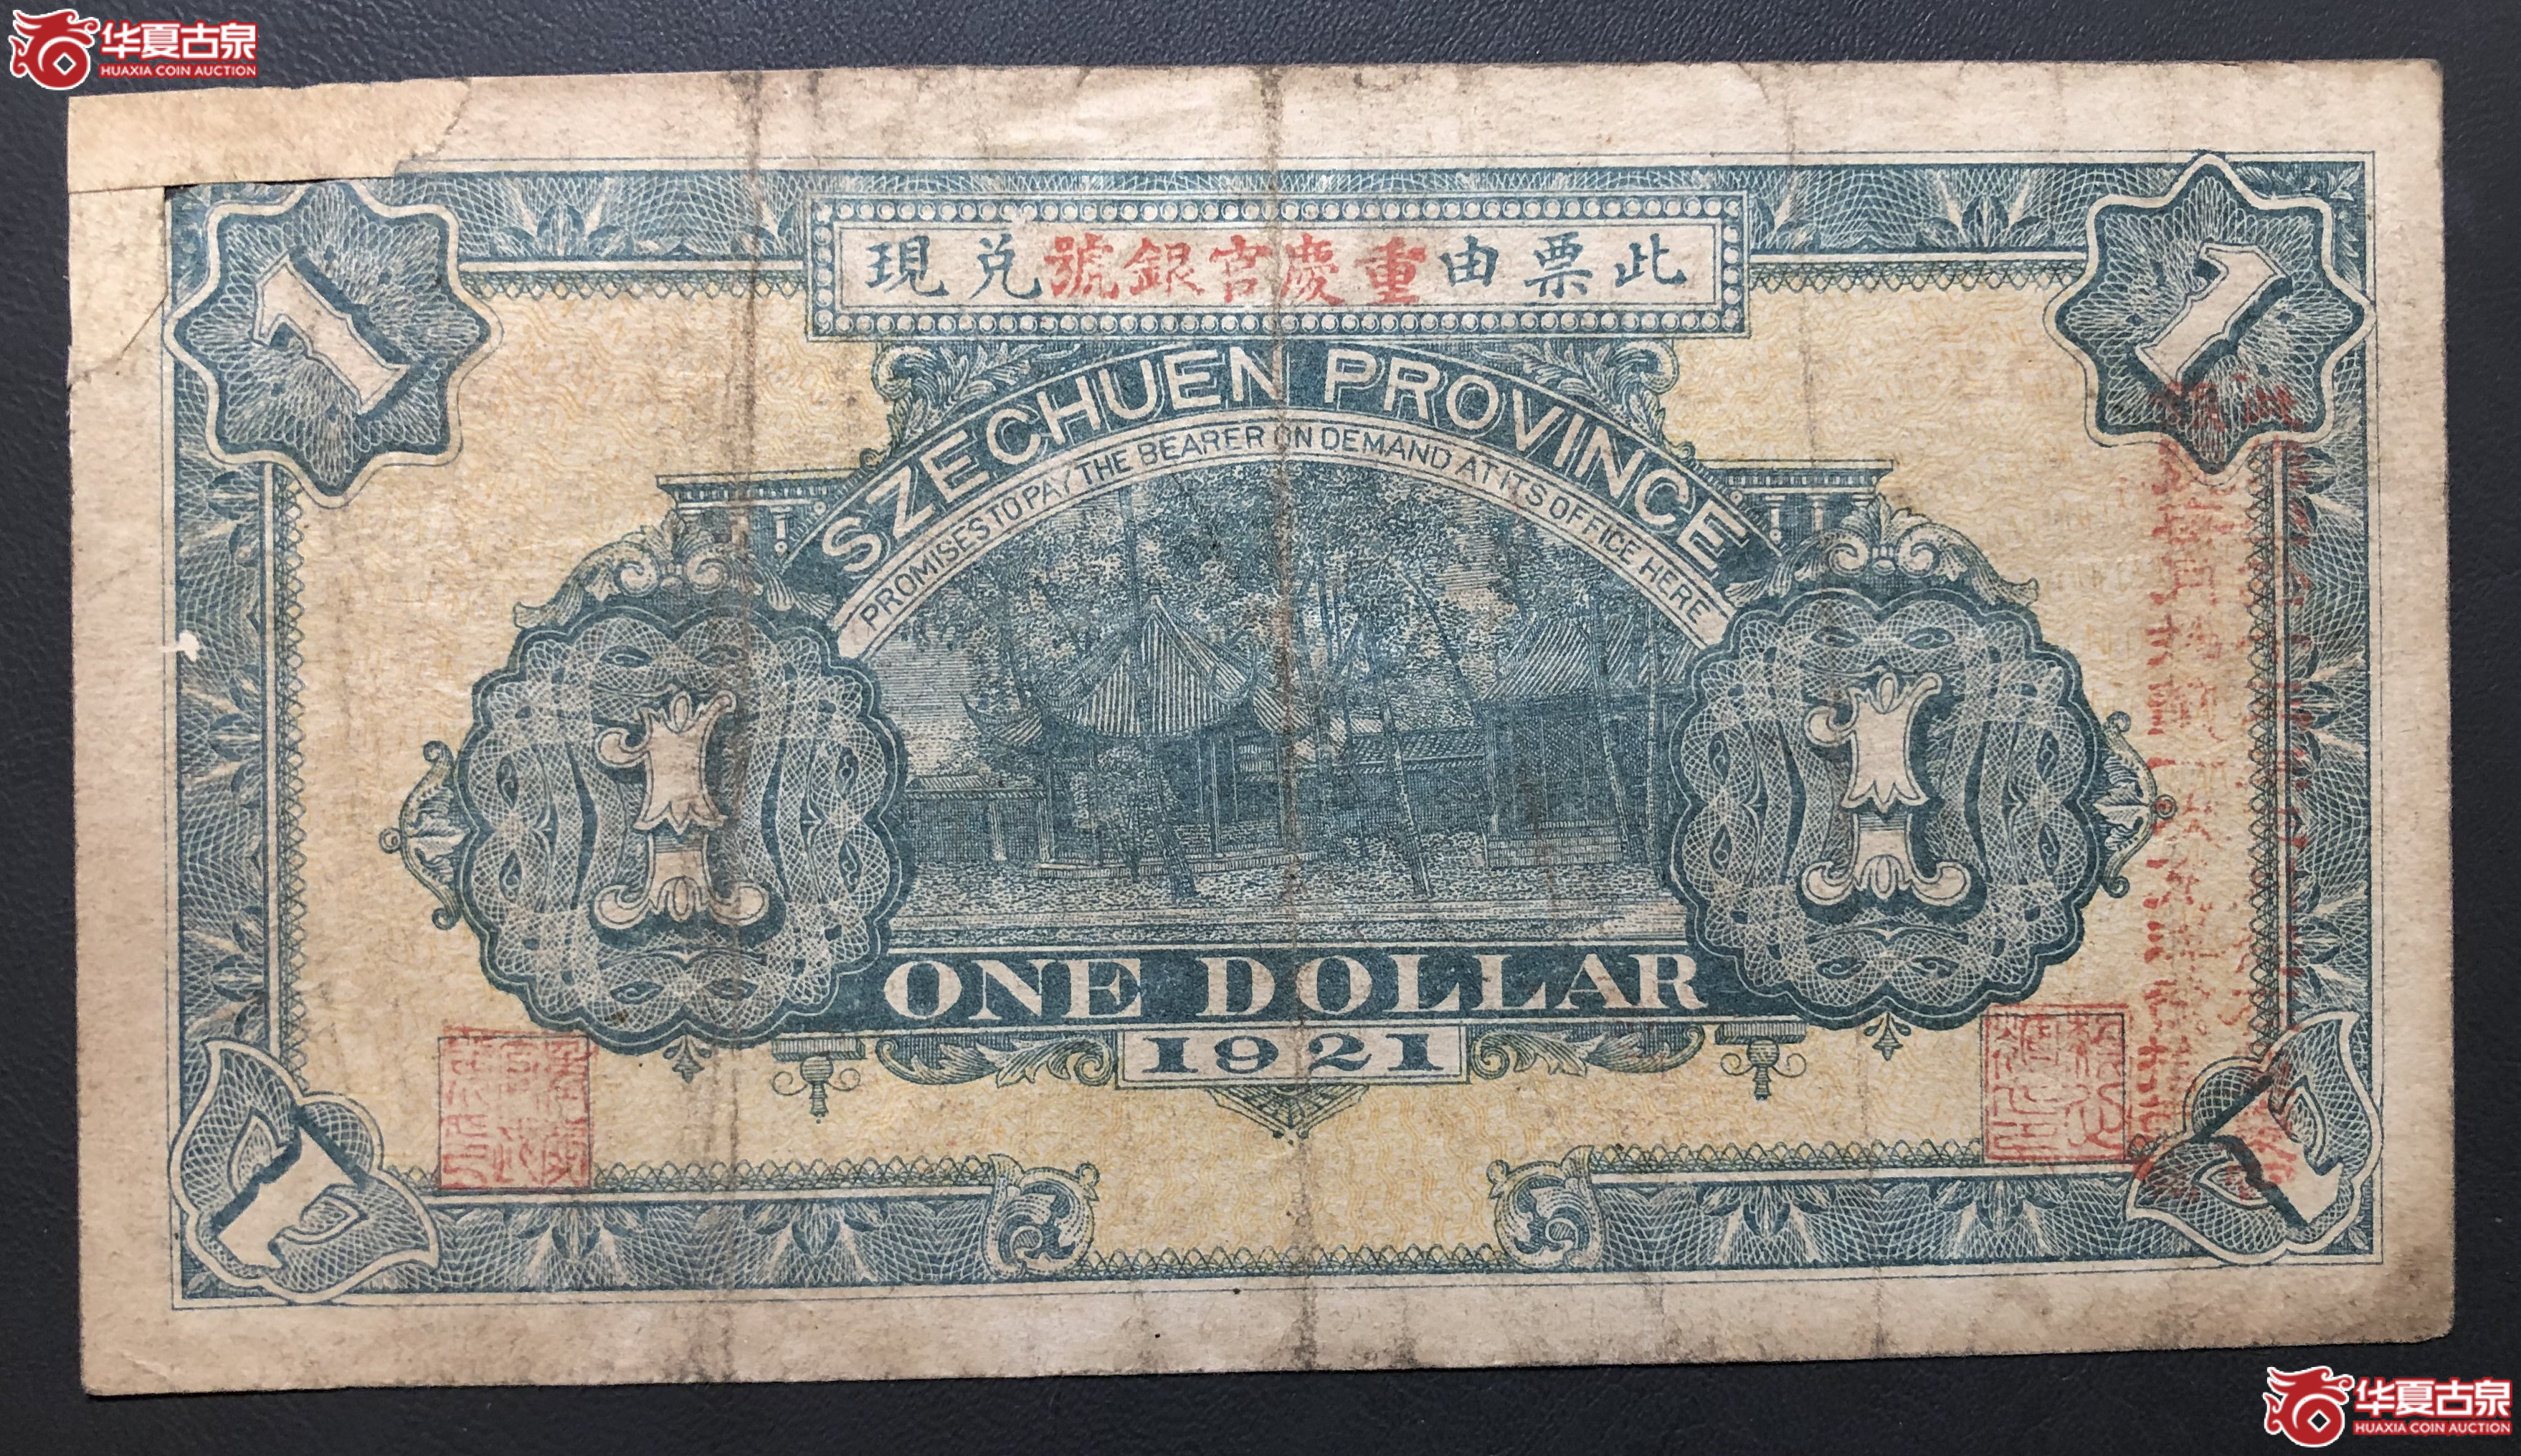 华夏古泉
HUAXIA COIN AUCTION
此票由重慶官銀號兌現
1
1
SZECHUEN PROVINCE
PROMISES TO PAY THE BEARER ON DEMAND AT ITS OFFICE HERE
1
1
ONE DOLLAR
1921
1
1
华夏古泉
HUAXIA COIN AUCTION